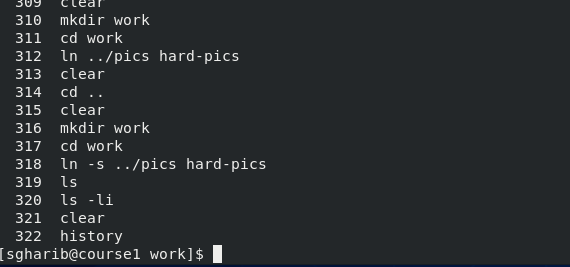 309 clear
310 mkdir work
311 cd work
312 ln ../pics hard-pics
313 clear
314 cd ..
315 clear
316 mkdir work
317 cd work
318 ln -s ../pics hard-pics
319 ls
320 ls -li
321 clear
322 history
[sgharib@course1 work]$